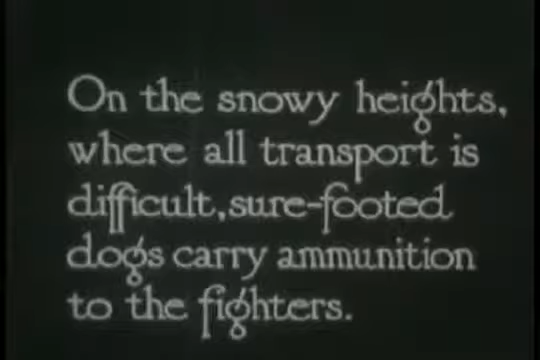 On the snowy heights,
where all transport is
difficult, sure-footed
dogs carry ammunition
to the fighters.